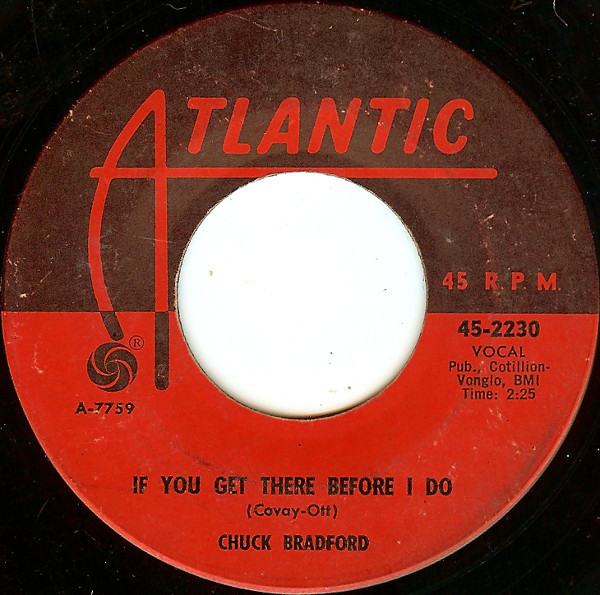 ATLANTIC
45 R.P.M.
®
A-7759
45-2230
VOCAL
Pub., Cotillion-
Vonglo, BMI
Time: 2:25
IF YOU GET THERE BEFORE I DO
(Covay-Ott)
CHUCK BRADFORD